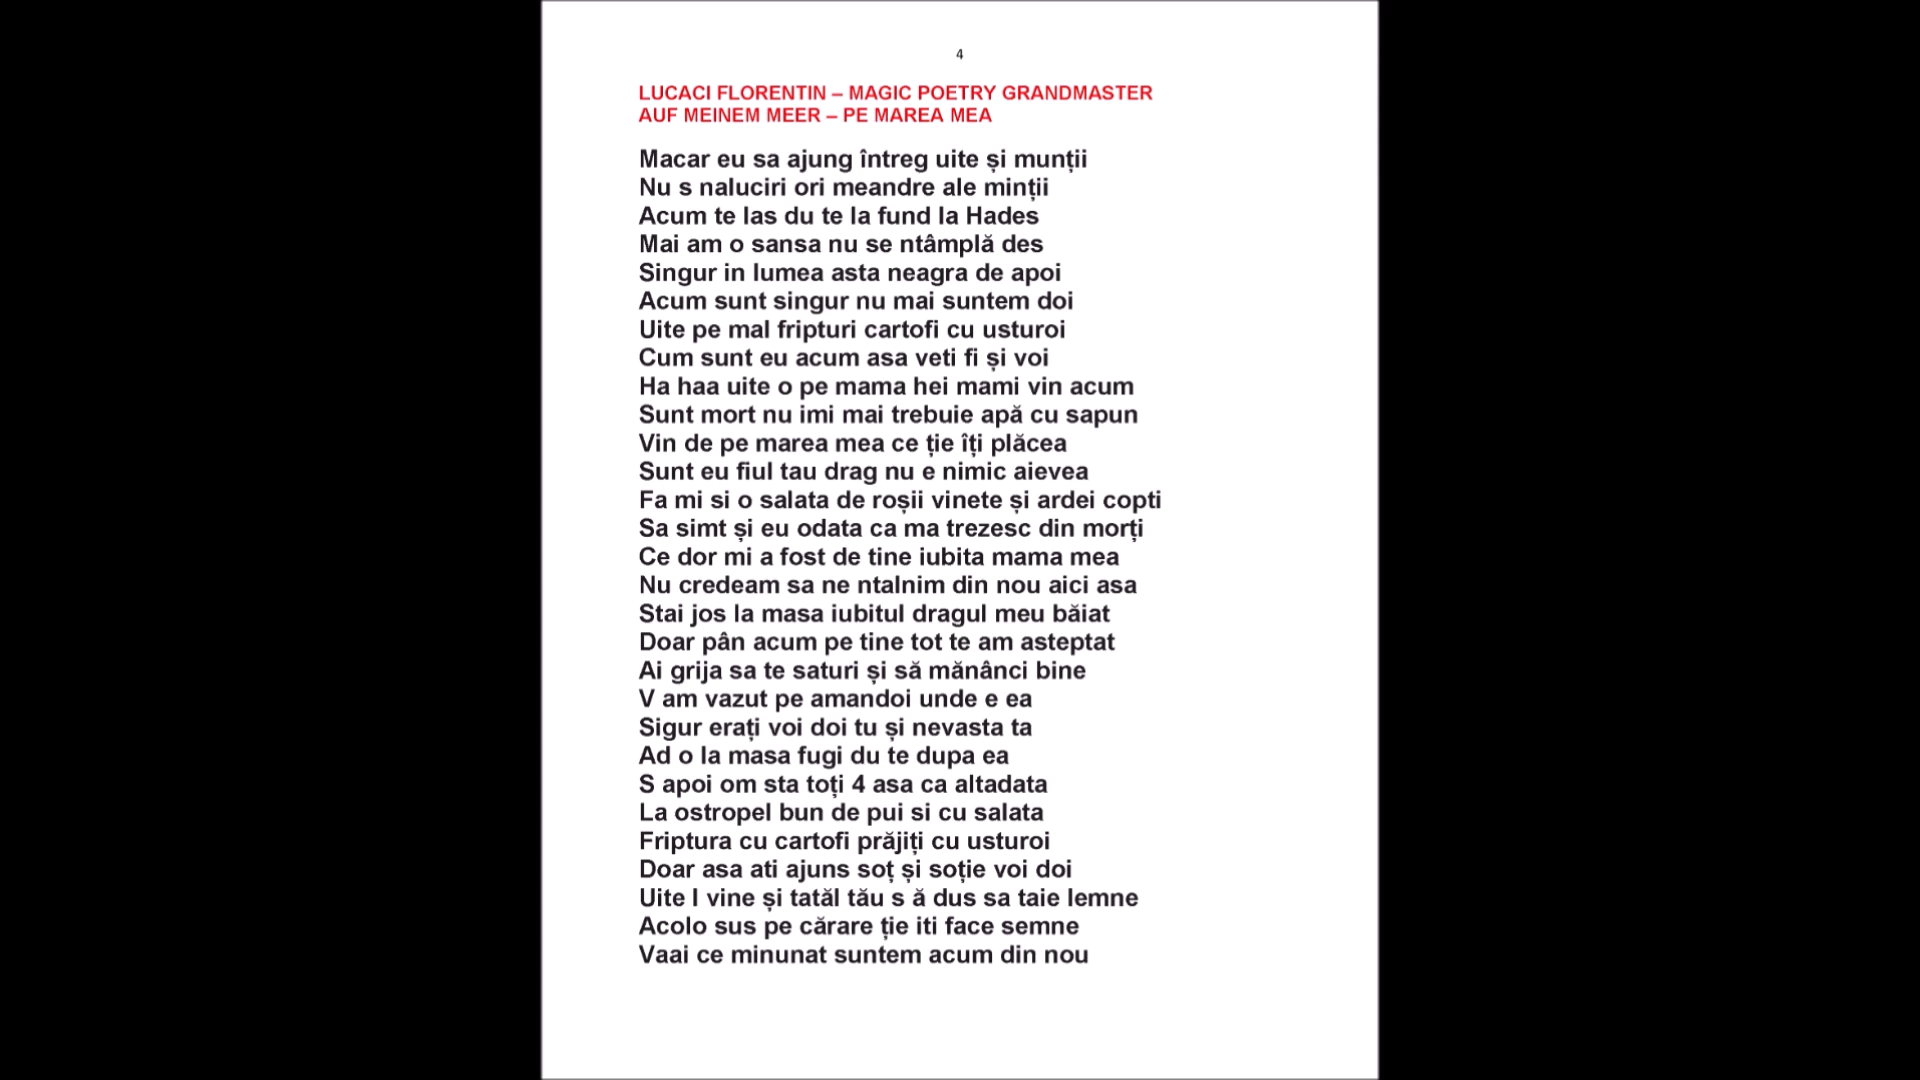 4
LUCACI FLORENTIN – MAGIC POETRY GRANDMASTER
AUF MEINEM MEER – PE MAREA MEA
Macar eu sa ajung întreg uite și munții
Nu s naluciri ori meandre ale minții
Acum te las du te la fund la Hades
Mai am o sansa nu se ntâmplă des
Singur in lumea asta neagra de apoi
Acum sunt singur nu mai suntem doi
Uite pe mal fripturi cartofi cu usturoi
Cum sunt eu acum asa veti fi și voi
Ha haa uite o pe mama hei mami vin acum
Sunt mort nu imi mai trebuie apă cu sapun
Vin de pe marea mea ce ție îți plăcea
Sunt eu fiul tau drag nu e nimic aievea
Fa mi si o salata de roșii vinete și ardei copti
Sa simt și eu odata ca ma trezesc din morți
Ce dor mi a fost de tine iubita mama mea
Nu credeam sa ne ntalnim din nou aici asa
Stai jos la masa iubitul dragul meu băiat
Doar pân acum pe tine tot te am asteptat
Ai grija sa te saturi și să mănânci bine
V am vazut pe amandoi unde e ea
Sigur erați voi doi tu și nevasta ta
Ad o la masa fugi du te dupa ea
S apoi om sta toți 4 asa ca altadata
La ostropel bun de pui si cu salata
Friptura cu cartofi prăjiți cu usturoi
Doar asa ati ajuns soț și soție voi doi
Uite l vine și tatăl tău s ă dus sa taie lemne
Acolo sus pe cărare ție iti face semne
Vaai ce minunat suntem acum din nou